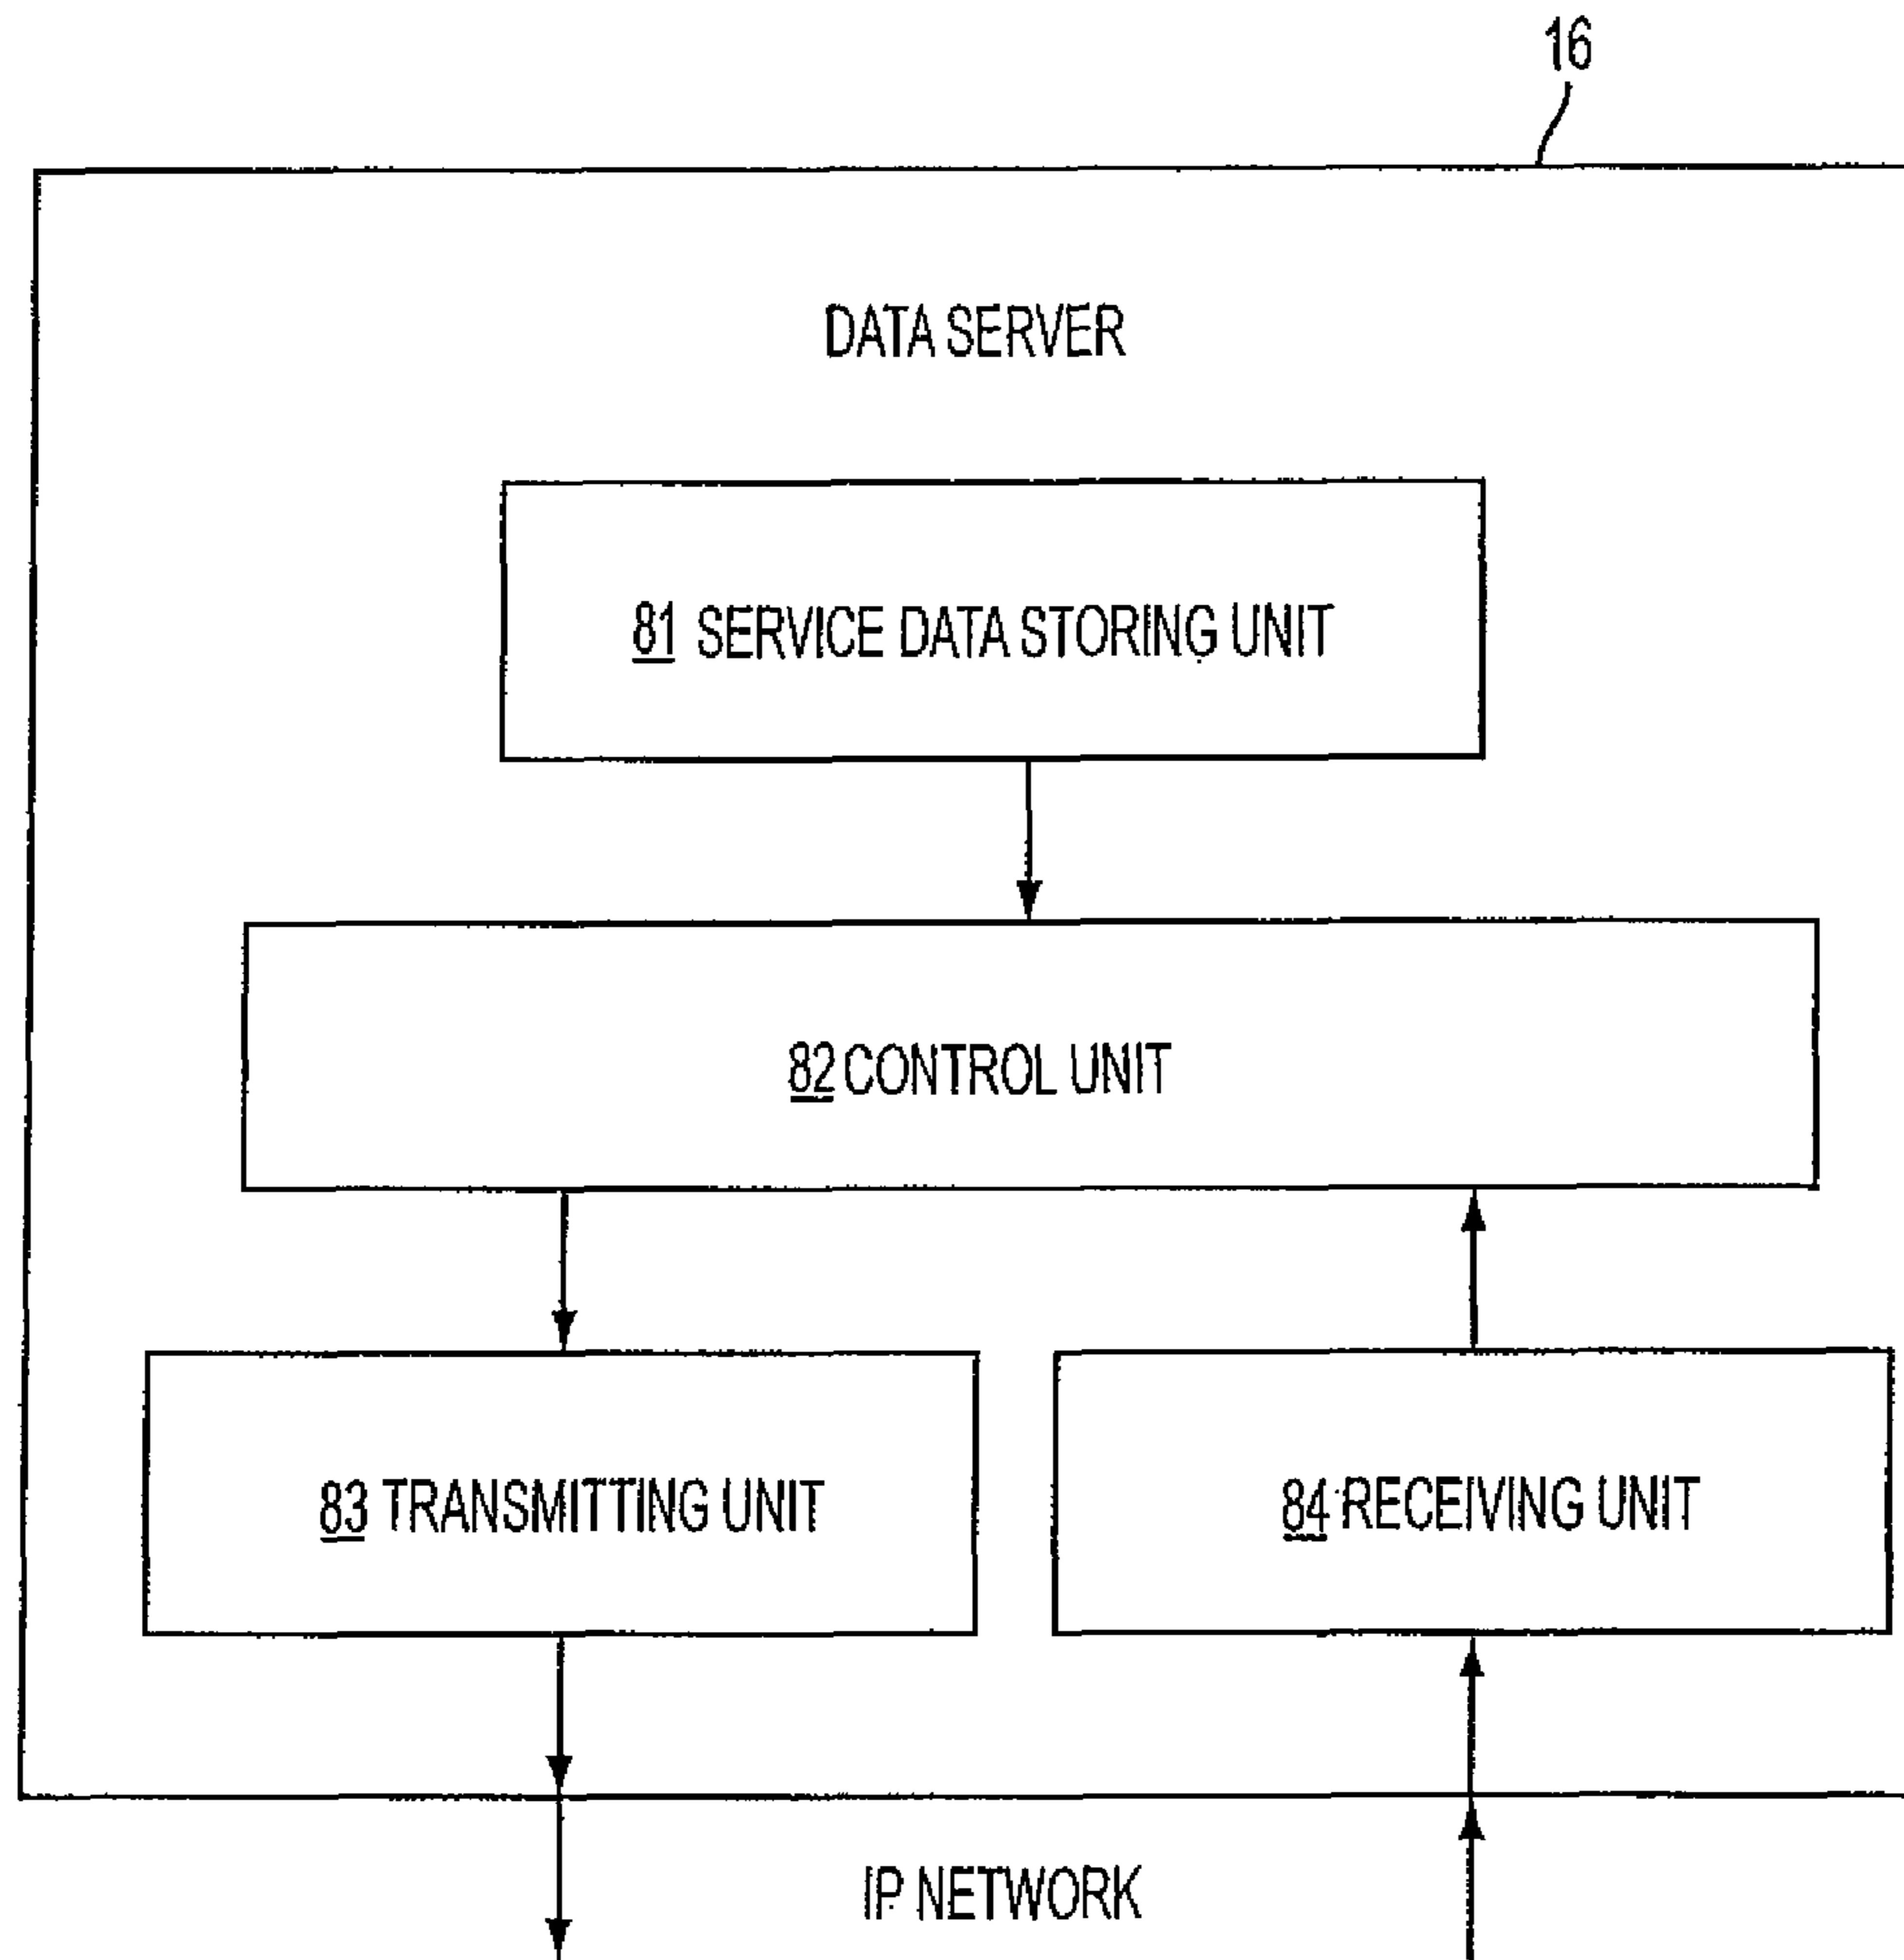 16
DATA SERVER
81 SERVICE DATA STORING UNIT
82 CONTROL UNIT
83 TRANSMITTING UNIT
84 RECEIVING UNIT
IP NETWORK